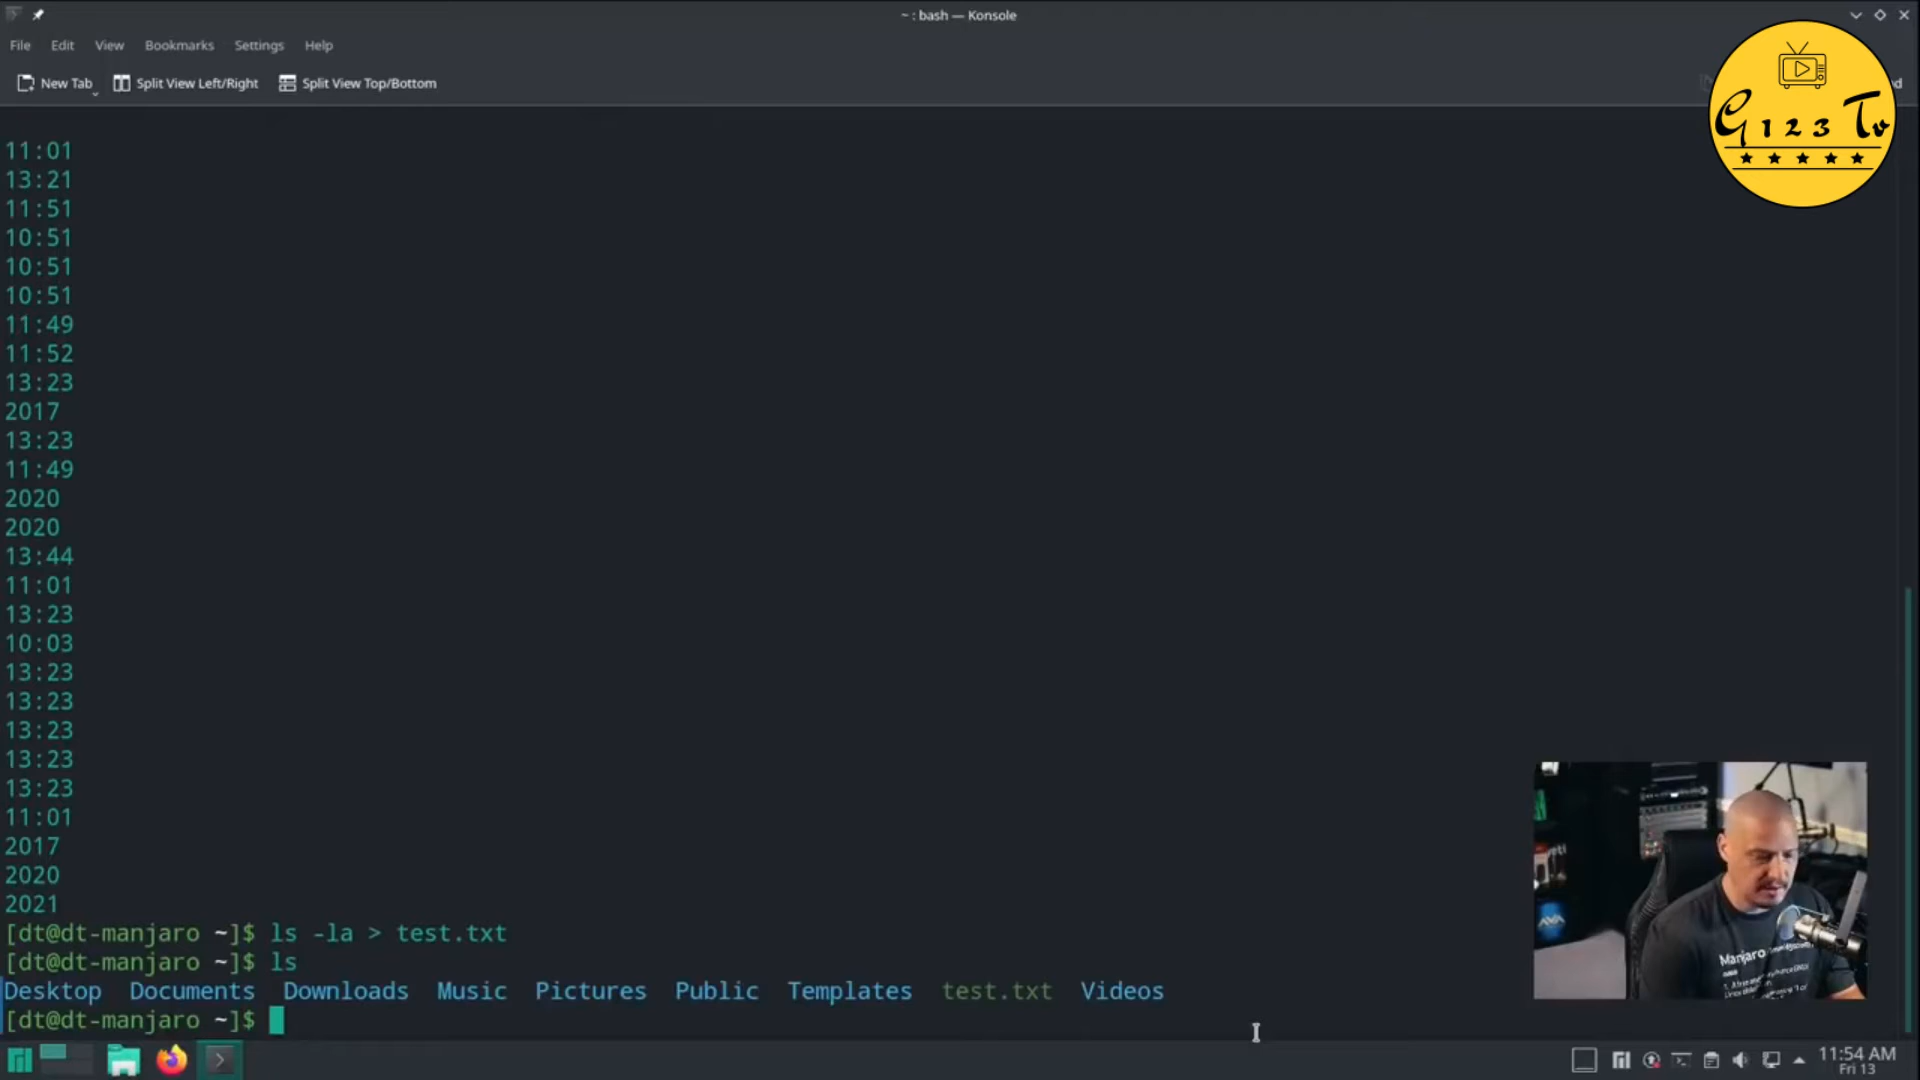 ~ : bash — Konsole
File Edit View Bookmarks Settings Help
New Tab Split View Left/Right Split View Top/Bottom
G123 Tv
11:01
13:21
11:51
10:51
10:51
10:51
11:49
11:52
13:23
2017
13:23
11:49
2020
2020
13:44
11:01
13:23
10:03
13:23
13:23
13:23
13:23
13:23
11:01
2017
2020
2021
[dt@dt-manjaro ~]$ ls -la > test.txt
[dt@dt-manjaro ~]$ ls
Desktop Documents Downloads Music Pictures Public Templates test.txt Videos
[dt@dt-manjaro ~]$
Manjaro
11:54 AM
Fri 13